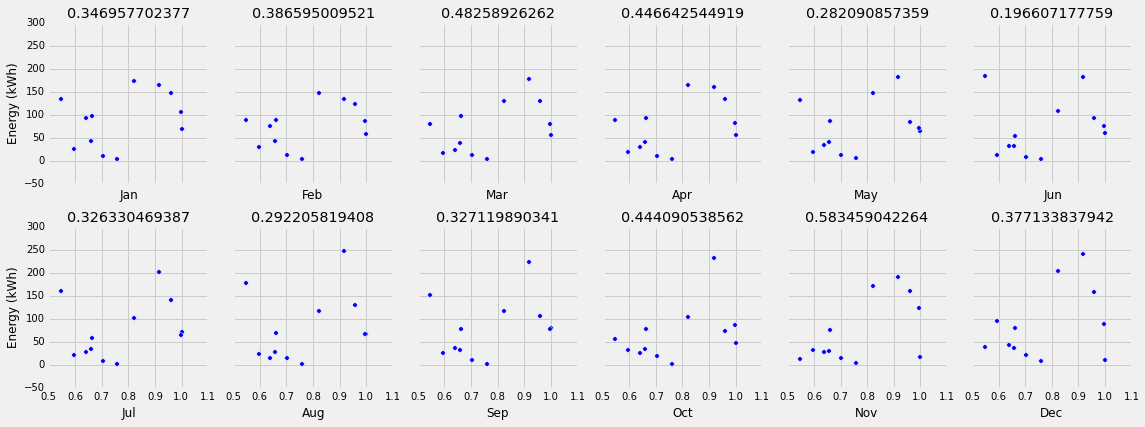 0.346957702377 0.386595009521 0.48258926262 0.446642544919 0.282090857359 0.196607177759
300
250
200
150
100
50
0
−50
Energy (kWh)
Jan Feb Mar Apr May Jun
0.326330469387 0.292205819408 0.327119890341 0.444090538562 0.583459042264 0.377133837942
300
250
200
150
100
50
0
−50
Energy (kWh)
0.5 0.6 0.7 0.8 0.9 1.0 1.1 0.5 0.6 0.7 0.8 0.9 1.0 1.1 0.5 0.6 0.7 0.8 0.9 1.0 1.1 0.5 0.6 0.7 0.8 0.9 1.0 1.1 0.5 0.6 0.7 0.8 0.9 1.0 1.1 0.5 0.6 0.7 0.8 0.9 1.0 1.1
Jul Aug Sep Oct Nov Dec